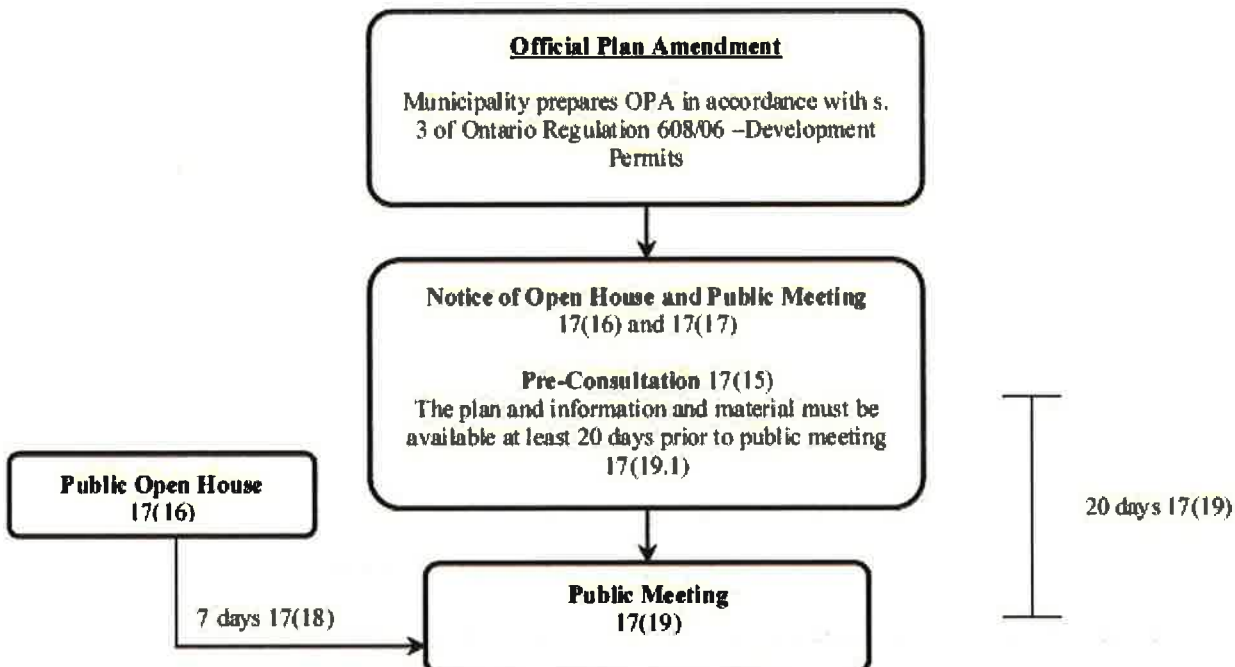 Official Plan Amendment
Municipality prepares OPA in accordance with s.
3 of Ontario Regulation 608/06 –Development
Permits
Notice of Open House and Public Meeting
17(16) and 17(17)
Pre-Consultation 17(15)
The plan and information and material must be
available at least 20 days prior to public meeting
17(19.1)
Public Open House
17(16)
20 days 17(19)
7 days 17(18)
Public Meeting
17(19)